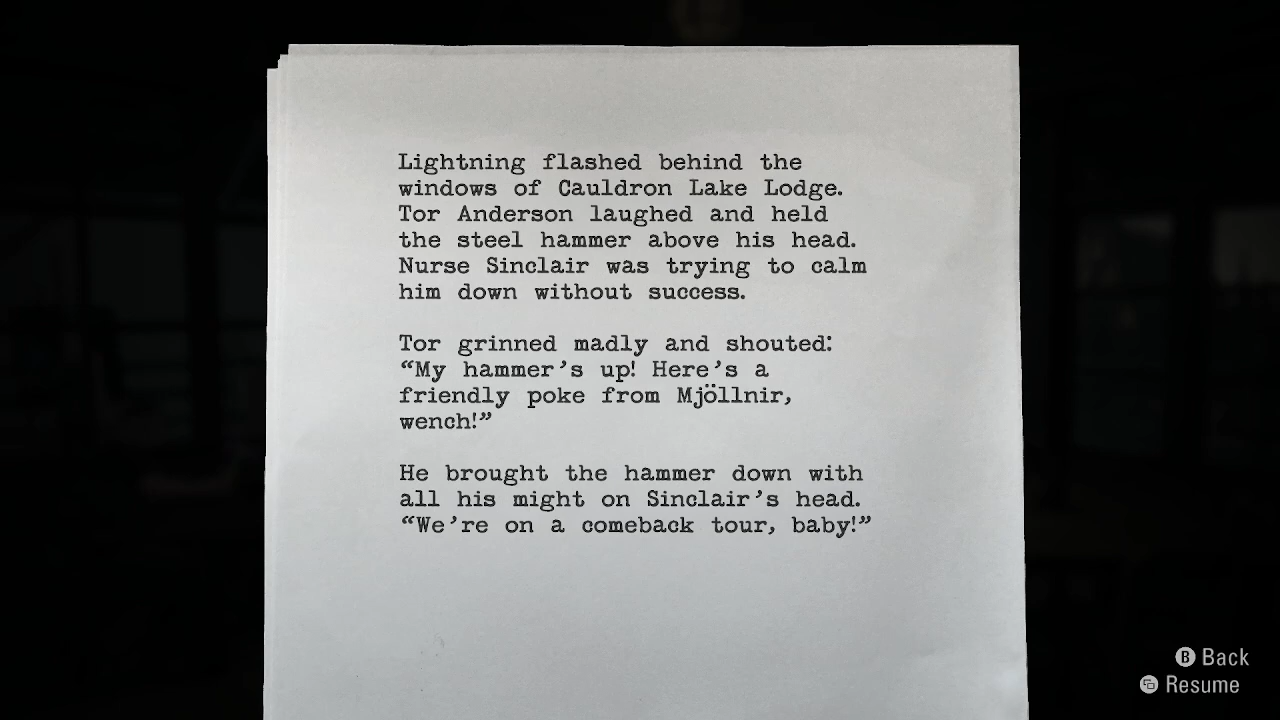 Lightning flashed behind the
windows of Cauldron Lake Lodge.
Tor Anderson laughed and held
the steel hammer above his head.
Nurse Sinclair was trying to calm
him down without success.
Tor grinned madly and shouted:
“My hammer’s up! Here’s a
friendly poke from Mjöllnir,
wench!”
He brought the hammer down with
all his might on Sinclair’s head.
“We’re on a comeback tour, baby!”
B Back
Resume